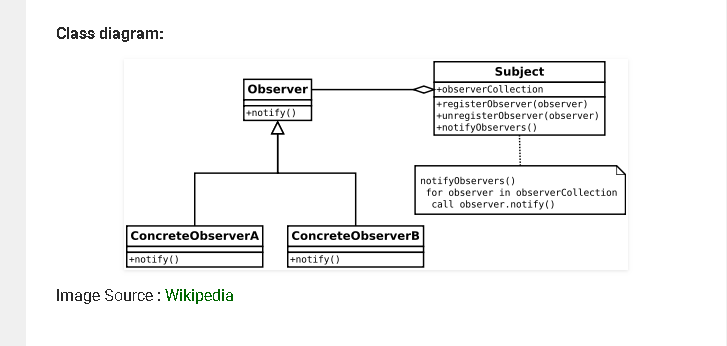 Class diagram:
Subject
Observer
+observerCollection
+notify()
+registerObserver(observer)
+unregisterObserver(observer)
+notifyObservers()
notifyObservers()
for observer in observerCollection
call observer.notify()
ConcreteObserverA
ConcreteObserverB
+notify()
+notify()
Image Source : Wikipedia